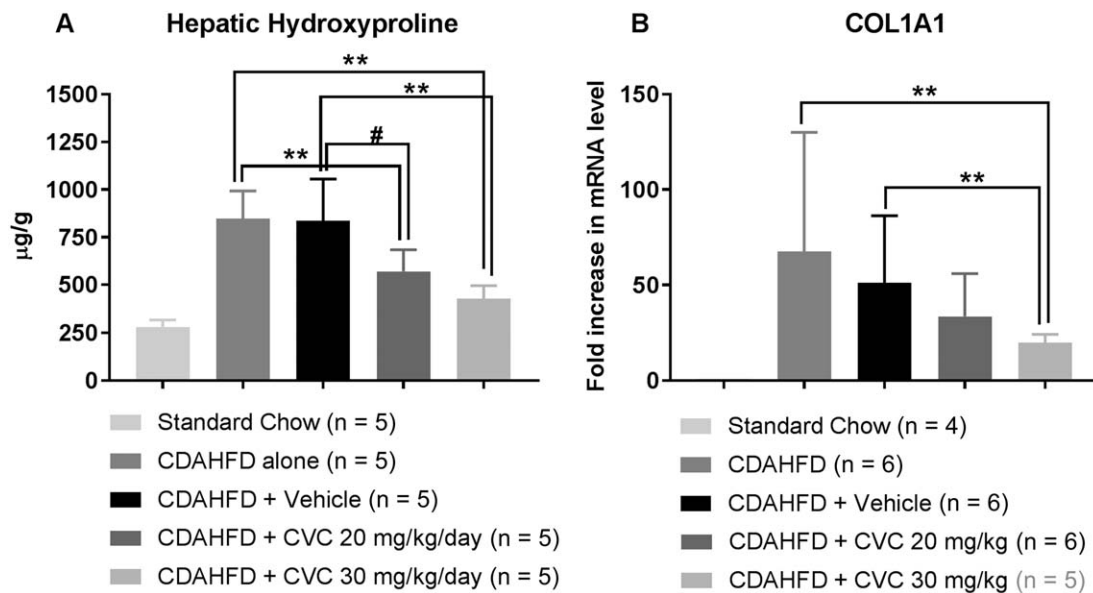 A Hepatic Hydroxyproline
**
**
#
**
1500
1250
1000
750
500
250
0
µg/g
Standard Chow (n = 5)
CDAHFD alone (n = 5)
CDAHFD + Vehicle (n = 5)
CDAHFD + CVC 20 mg/kg/day (n = 5)
CDAHFD + CVC 30 mg/kg/day (n = 5)
B COL1A1
**
**
150
100
50
0
Fold increase in mRNA level
Standard Chow (n = 4)
CDAHFD (n = 6)
CDAHFD + Vehicle (n = 6)
CDAHFD + CVC 20 mg/kg (n = 6)
CDAHFD + CVC 30 mg/kg (n = 5)